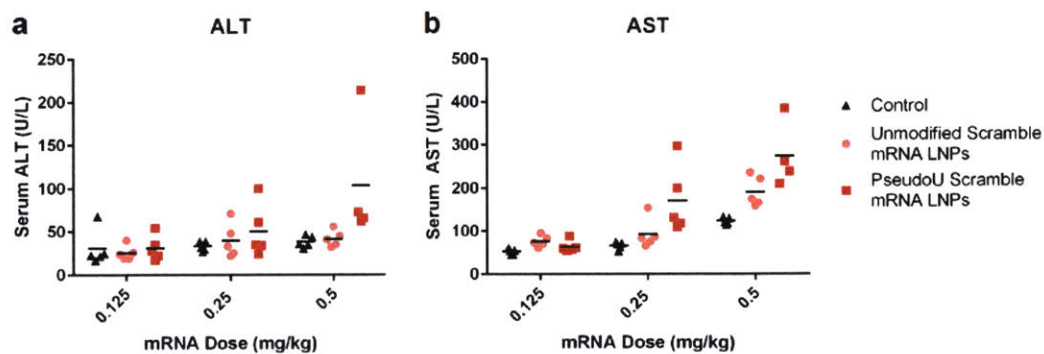 a
ALT
Serum ALT (U/L)
250
200
150
100
50
0
0.125
0.25
0.5
mRNA Dose (mg/kg)
b
AST
Serum AST (U/L)
500
400
300
200
100
0
0.125
0.25
0.5
mRNA Dose (mg/kg)
Control
Unmodified Scramble
mRNA LNPs
PseudoU Scramble
mRNA LNPs